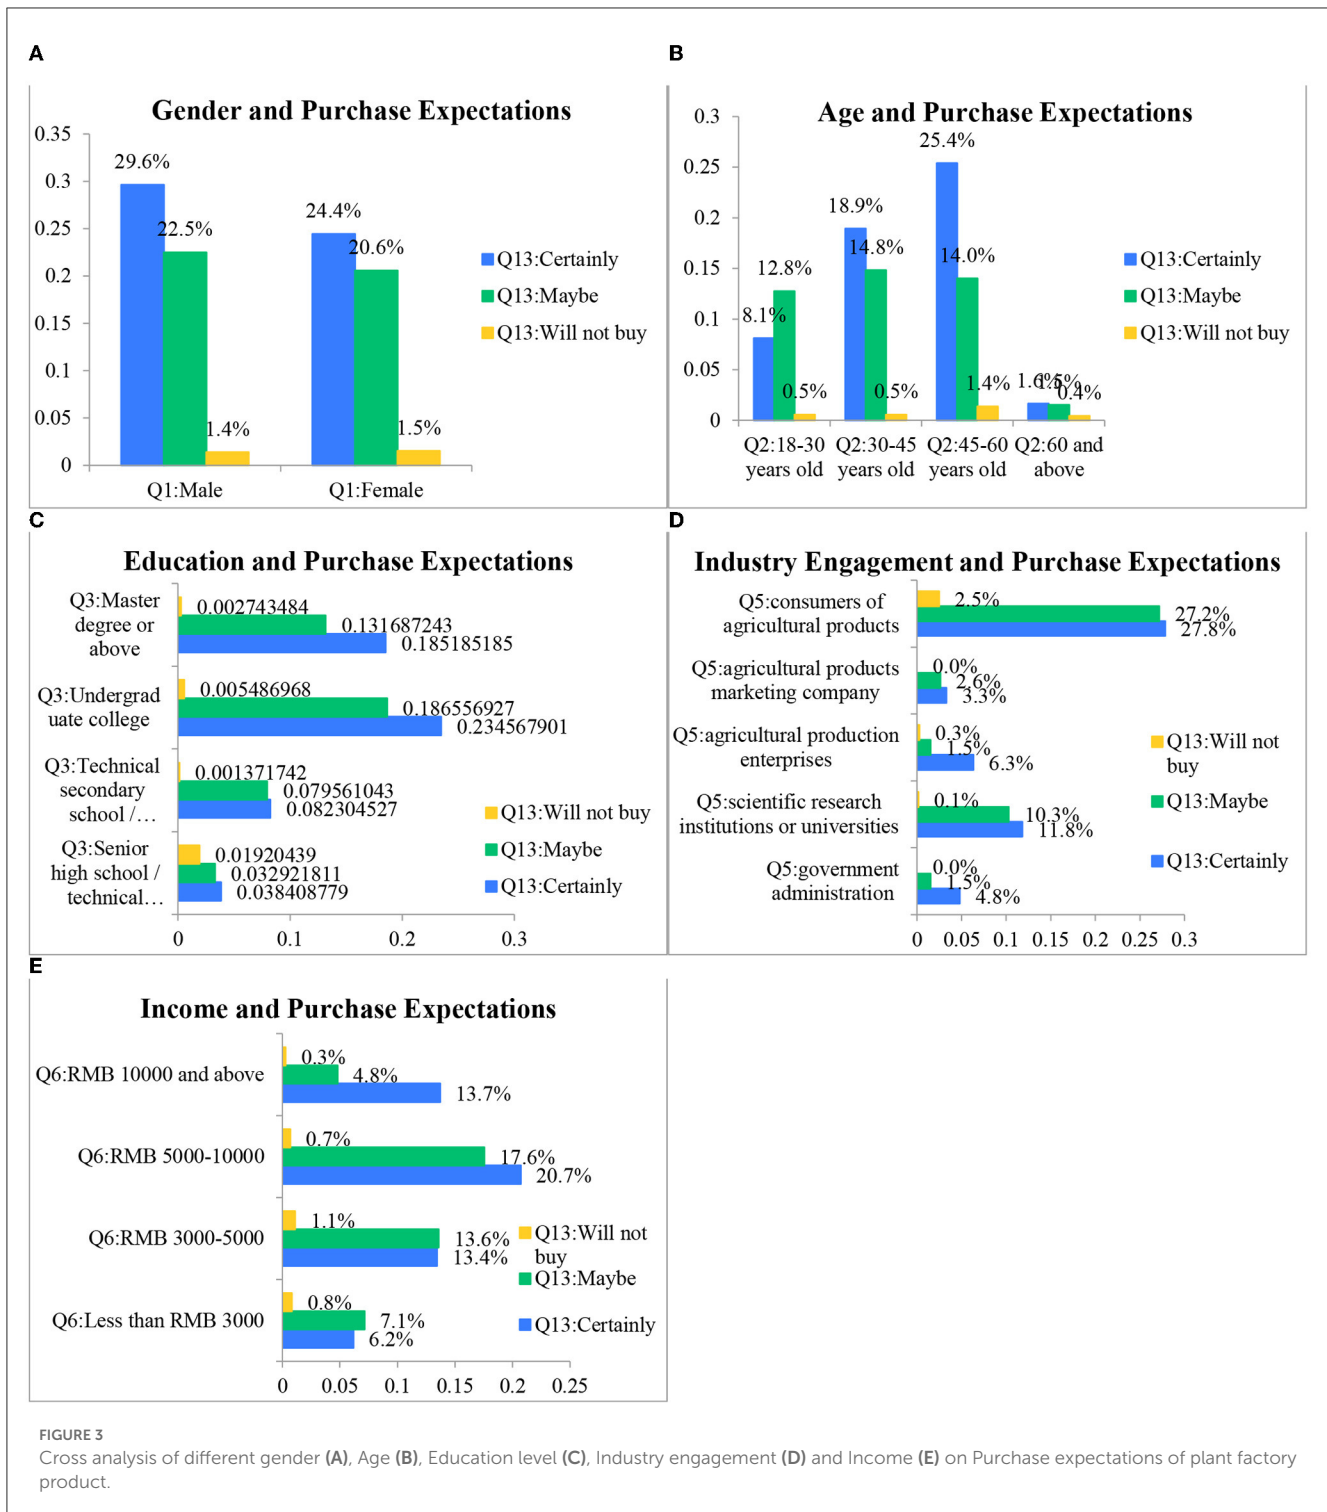 A
Gender and Purchase Expectations
0.35
0.3
0.25
0.2
0.15
0.1
0.05
0
29.6%
22.5%
1.4%
24.4%
20.6%
1.5%
Q1:Male
Q1:Female
Q13:Certainly
Q13:Maybe
Q13:Will not buy
B
Age and Purchase Expectations
0.3
0.25
0.2
0.15
0.1
0.05
0
8.1%
12.8%
0.5%
18.9%
14.8%
0.5%
25.4%
14.0%
1.4%
1.6%
1.5%
0.4%
Q2:18-30
years old
Q2:30-45
years old
Q2:45-60
years old
Q2:60 and
above
Q13:Certainly
Q13:Maybe
Q13:Will not buy
C
Education and Purchase Expectations
Q3:Master
degree or
above
0.002743484
0.131687243
0.185185185
Q3:Undergrad
uate college
0.005486968
0.186556927
0.234567901
Q3:Technical
secondary
school /...
0.001371742
0.079561043
0.082304527
Q3:Senior
high school /
technical...
0.01920439
0.032921811
0.038408779
0 0.1 0.2 0.3
Q13:Will not buy
Q13:Maybe
Q13:Certainly
D
Industry Engagement and Purchase Expectations
Q5:consumers of
agricultural products
2.5%
27.2%
27.8%
Q5:agricultural products
marketing company
0.0%
2.6%
3.3%
Q5:agricultural production
enterprises
0.3%
1.5%
6.3%
Q5:scientific research
institutions or universities
0.1%
10.3%
11.8%
Q5:government
administration
0.0%
1.5%
4.8%
0 0.05 0.1 0.15 0.2 0.25 0.3
Q13:Will not
buy
Q13:Maybe
Q13:Certainly
E
Income and Purchase Expectations
Q6:RMB 10000 and above
0.3%
4.8%
13.7%
Q6:RMB 5000-10000
0.7%
17.6%
20.7%
Q6:RMB 3000-5000
1.1%
13.6%
13.4%
Q6:Less than RMB 3000
0.8%
7.1%
6.2%
0 0.05 0.1 0.15 0.2 0.25
Q13:Will not
buy
Q13:Maybe
Q13:Certainly
FIGURE 3
Cross analysis of different gender (A), Age (B), Education level (C), Industry engagement (D) and Income (E) on Purchase expectations of plant factory
product.